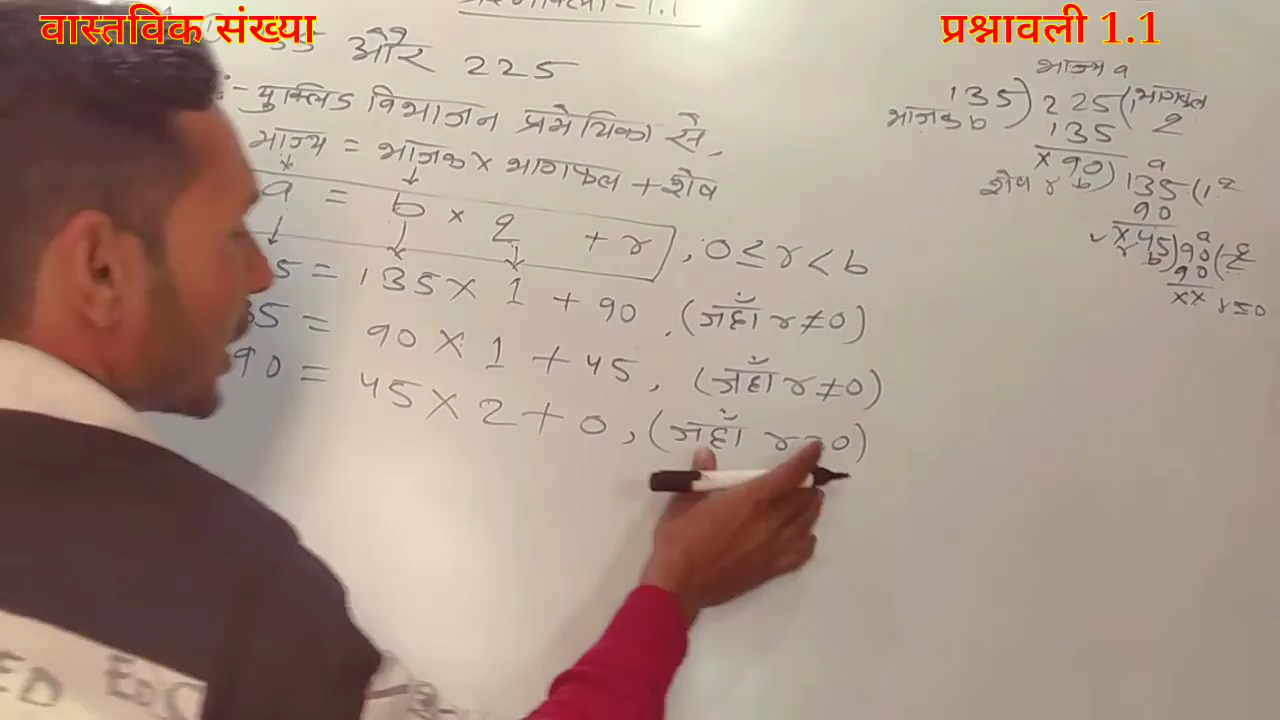 वास्तविक संख्या
प्रश्नावली 1.1
और 225
:- युक्लिड विभाजन प्रमेयिका से,
भाज्य = भाजक × भागफल + शेष
a = b × q + r , 0 ≤ r < b
5 = 135 × 1 + 90 , (जहाँ r ≠ 0)
35 = 90 × 1 + 45 , (जहाँ r ≠ 0)
90 = 45 × 2 + 0 , (जहाँ r = 0)
भाज्य a
135) 225 (1 भागफल
भाजक b q
135
शेष r × 90) 135 (1 q
b a
90
× 45) 90 (2
r b a q
90
×× r=0